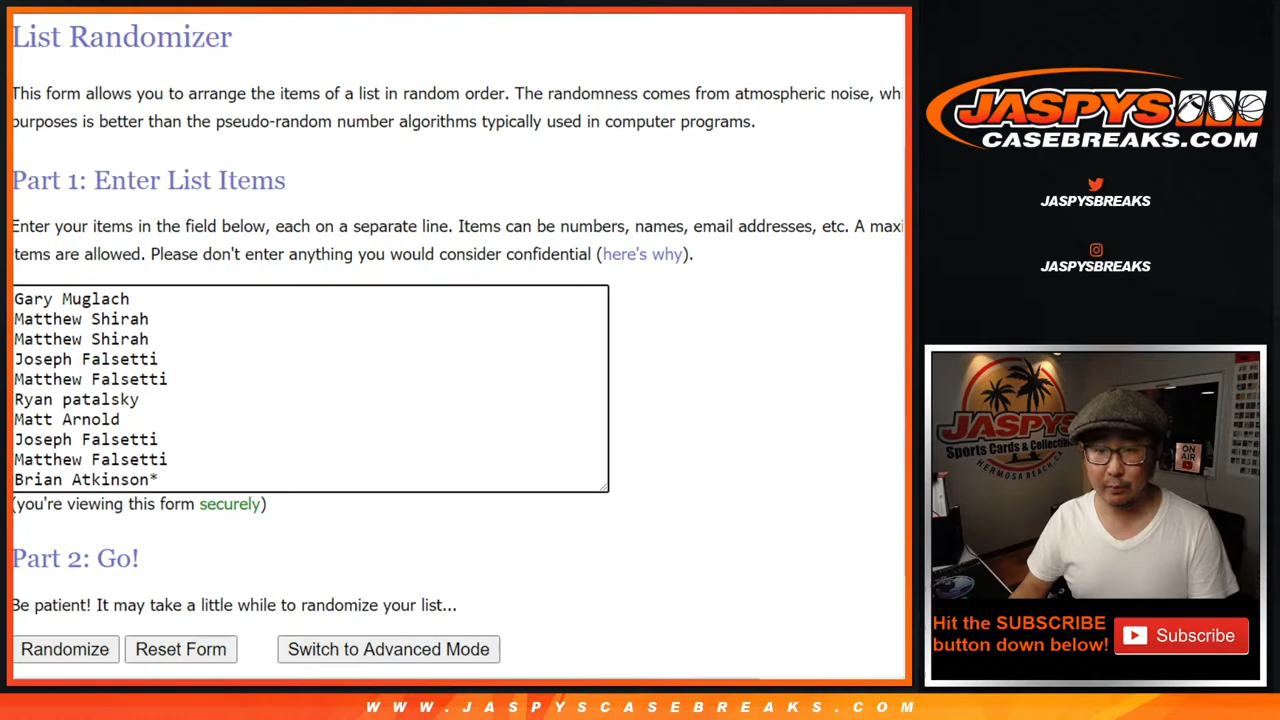 List Randomizer
This form allows you to arrange the items of a list in random order. The randomness comes from atmospheric noise,
purposes is better than the pseudo-random number algorithms typically used in computer programs.
Part 1: Enter List Items
Enter your items in the field below, each on a separate line. Items can be numbers, names, email addresses, etc. A
items are allowed. Please don't enter anything you would consider confidential (here's why).
Gary Muglach
Matthew Shirah
Matthew Shirah
Joseph Falsetti
Matthew Falsetti
Ryan patalsky
Matt Arnold
Joseph Falsetti
Matthew Falsetti
Brian Atkinson*
(you're viewing this form securely)
Part 2: Go!
Be patient! It may take a little while to randomize your list...
Randomize Reset Form Switch to Advanced Mode
JASPYS
CASEBREAKS.COM
JASPYSBREAKS
JASPYSBREAKS
JASPYS
Sports Cards & Collectibles
HERMOSA BEACH, CA
ON AIR
Hit the SUBSCRIBE
button down below!
Subscribe
WWW.JASPYSCASEBREAKS.COM